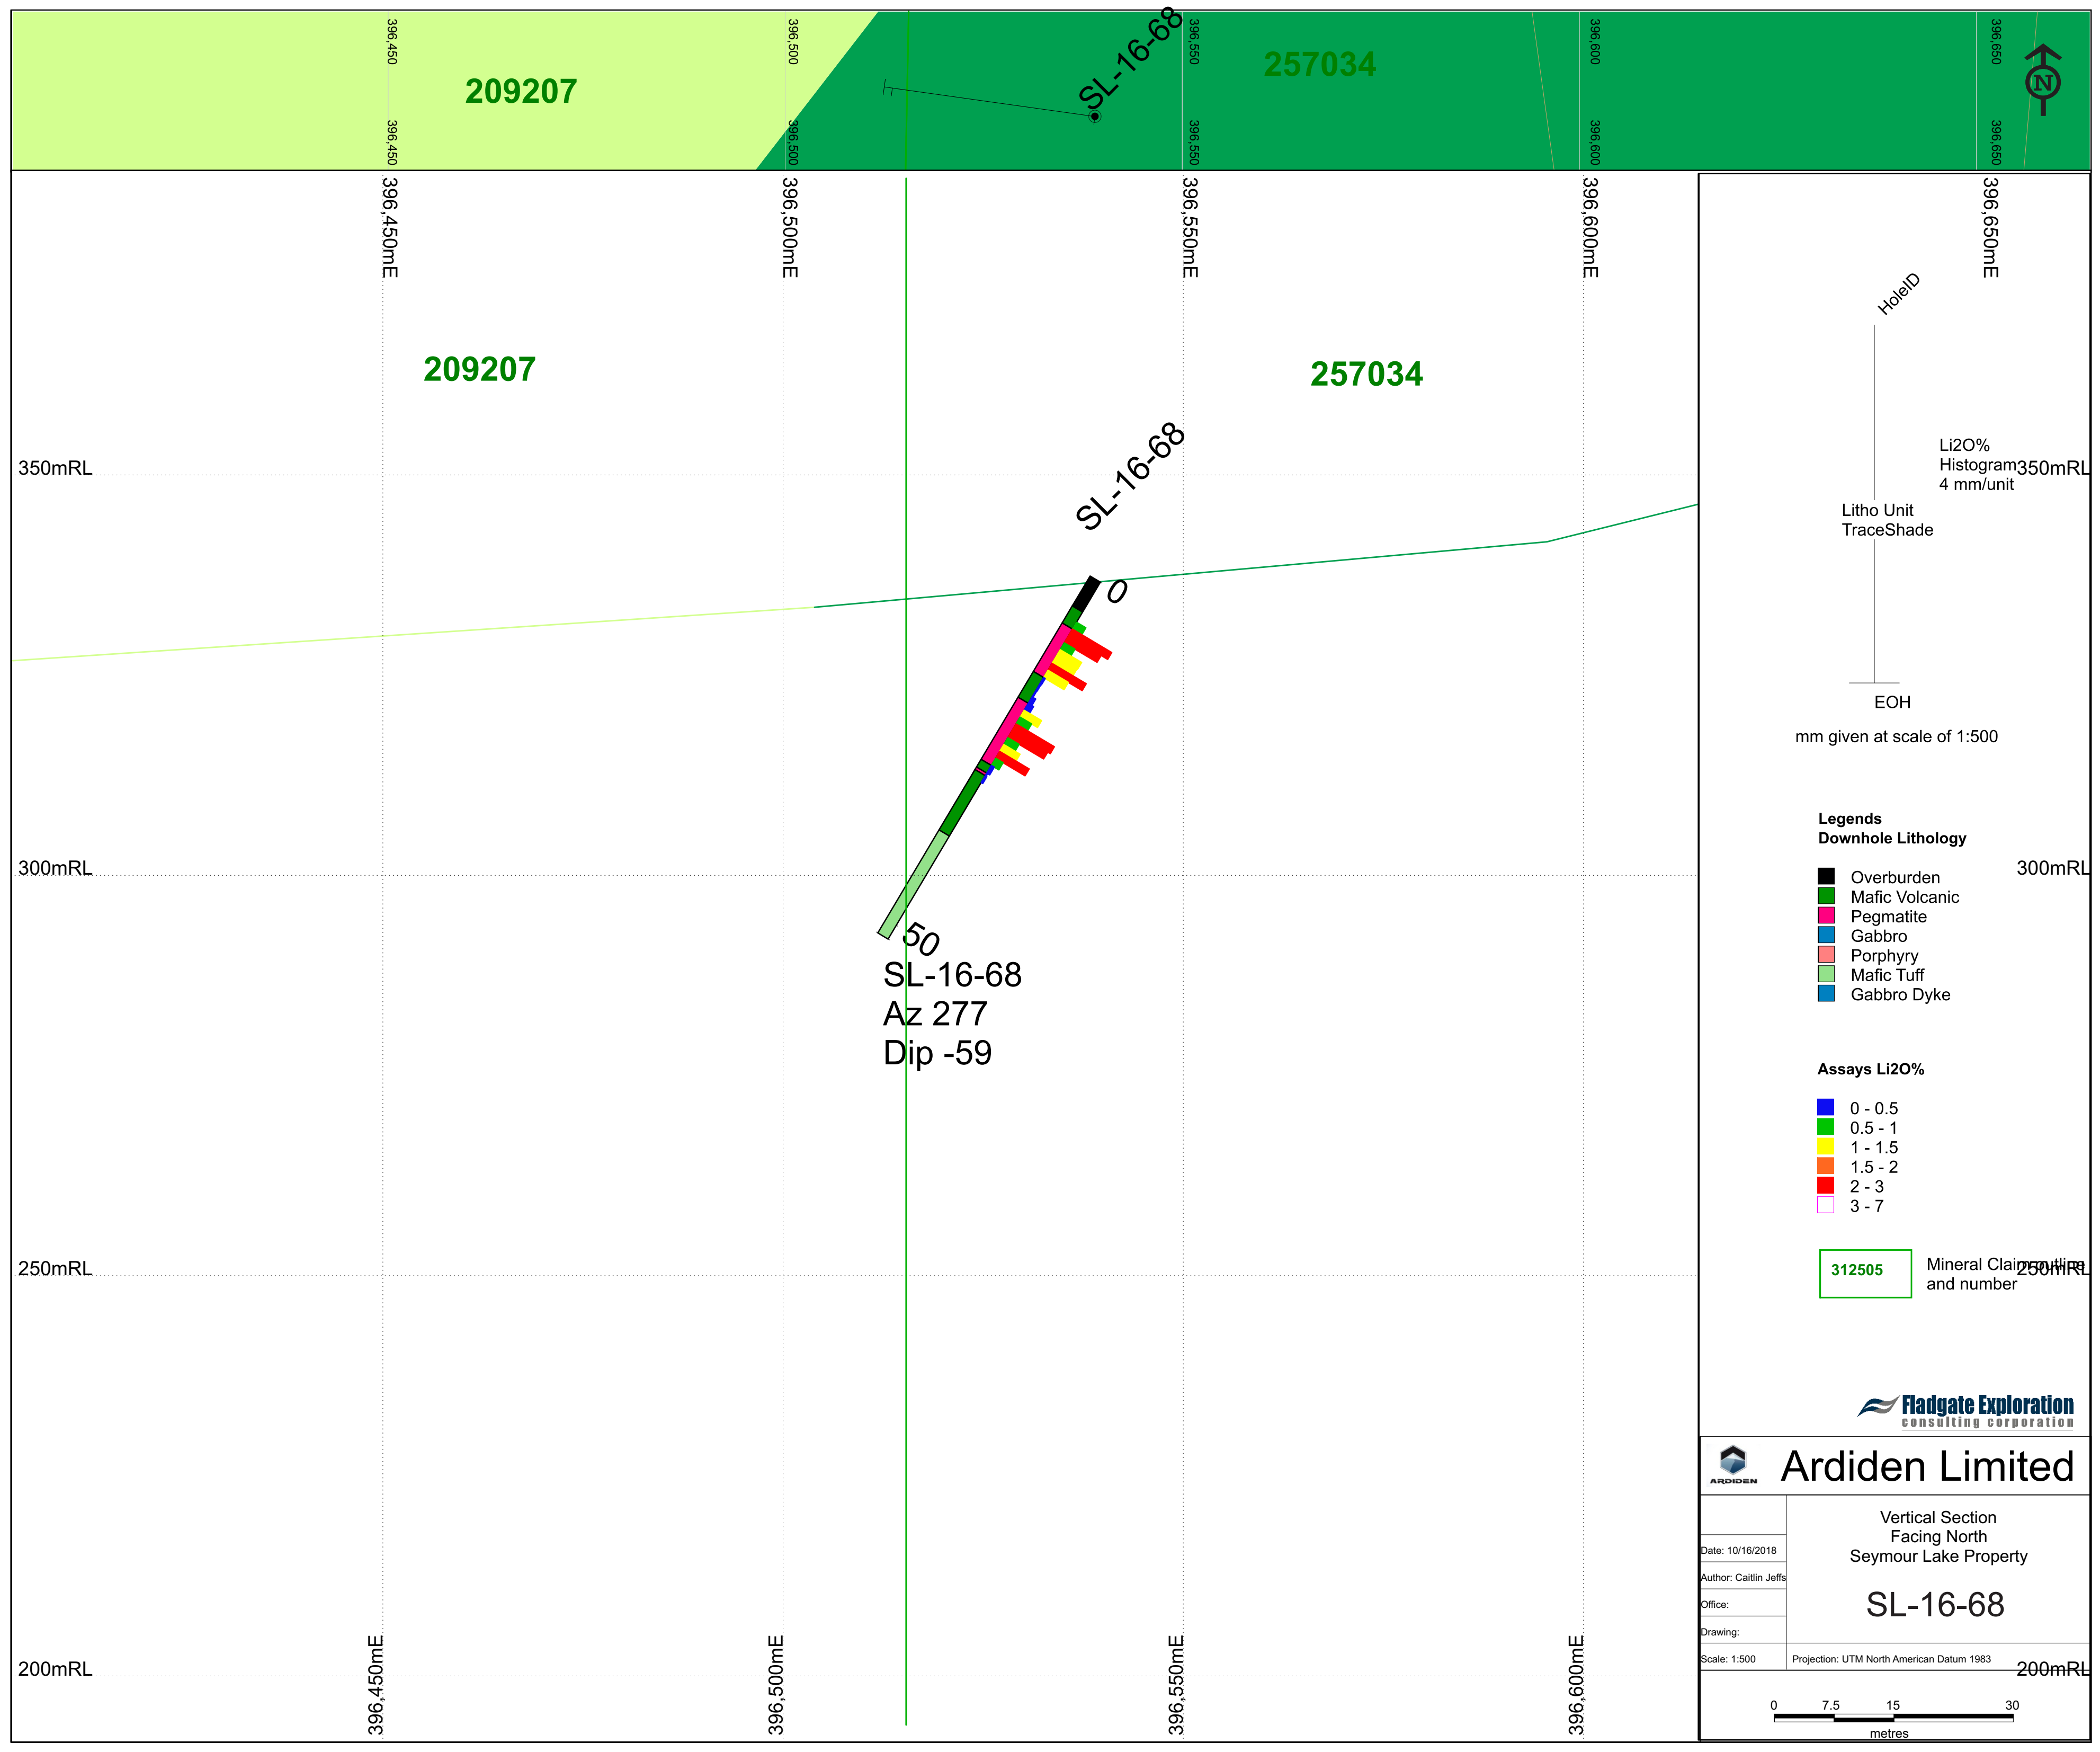 396,450
396,500
396,550
396,600
396,650
209207
SL-16-68
257034
N
396,450
396,500
396,550
396,600
396,650
396,450mE
396,500mE
396,550mE
396,600mE
396,650mE
209207
257034
HoleID
SL-16-68
350mRL
Li2O%
Histogram
4 mm/unit
350mRL
Litho Unit
TraceShade
0
EOH
mm given at scale of 1:500
Legends
Downhole Lithology
300mRL
300mRL
Overburden
Mafic Volcanic
Pegmatite
Gabbro
Porphyry
Mafic Tuff
Gabbro Dyke
50
SL-16-68
Az 277
Dip -59
Assays Li2O%
0 - 0.5
0.5 - 1
1 - 1.5
1.5 - 2
2 - 3
3 - 7
250mRL
312505
Mineral Claim outline
and number
250mRL
Fladgate Exploration
consulting corporation
ARDIDEN
Ardiden Limited
Vertical Section
Facing North
Seymour Lake Property
SL-16-68
Date: 10/16/2018
Author: Caitlin Jeffs
Office:
Drawing:
Scale: 1:500
Projection: UTM North American Datum 1983
200mRL
200mRL
396,450mE
396,500mE
396,550mE
396,600mE
0 7.5 15 30
metres